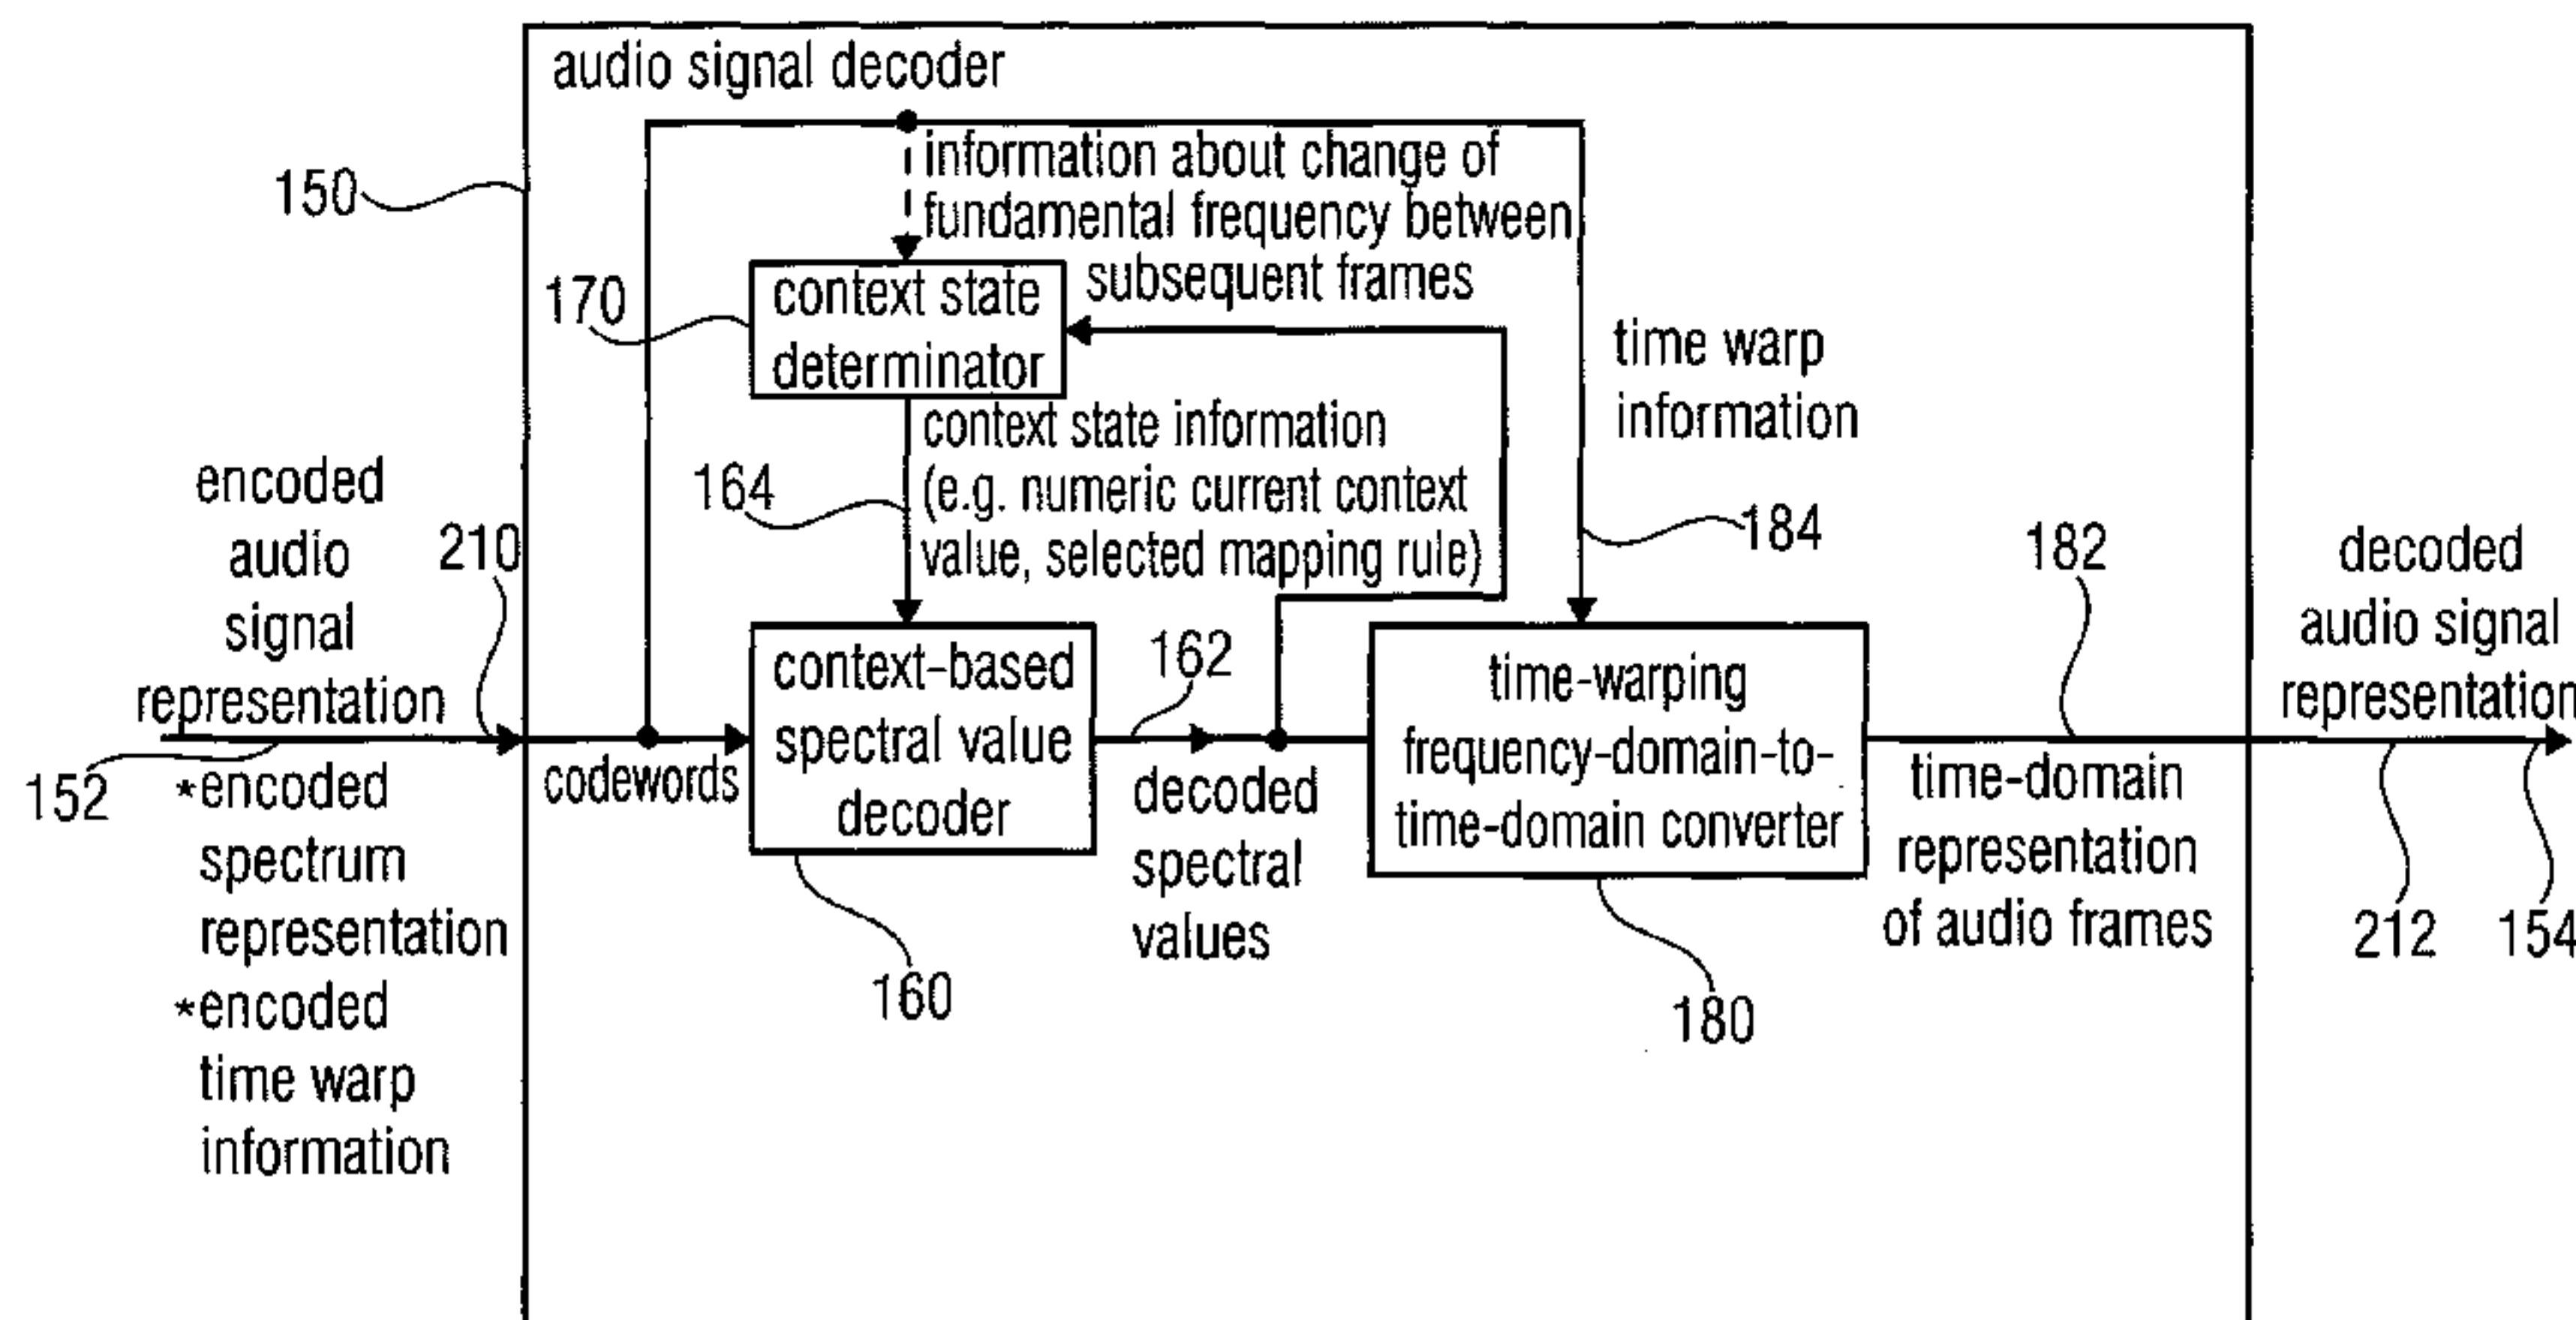 audio signal decoder
information about change of
fundamental frequency between
subsequent frames
150
170
context state
determinator
time warp
information
context state information
(e.g. numeric current context
value, selected mapping rule)
164
184
encoded
audio
signal
representation
210
152
*encoded
spectrum
representation
*encoded
time warp
information
codewords
context-based
spectral value
decoder
160
162
decoded
spectral
values
time-warping
frequency-domain-to-
time-domain converter
180
182
time-domain
representation
of audio frames
decoded
audio signal
representation
212
154